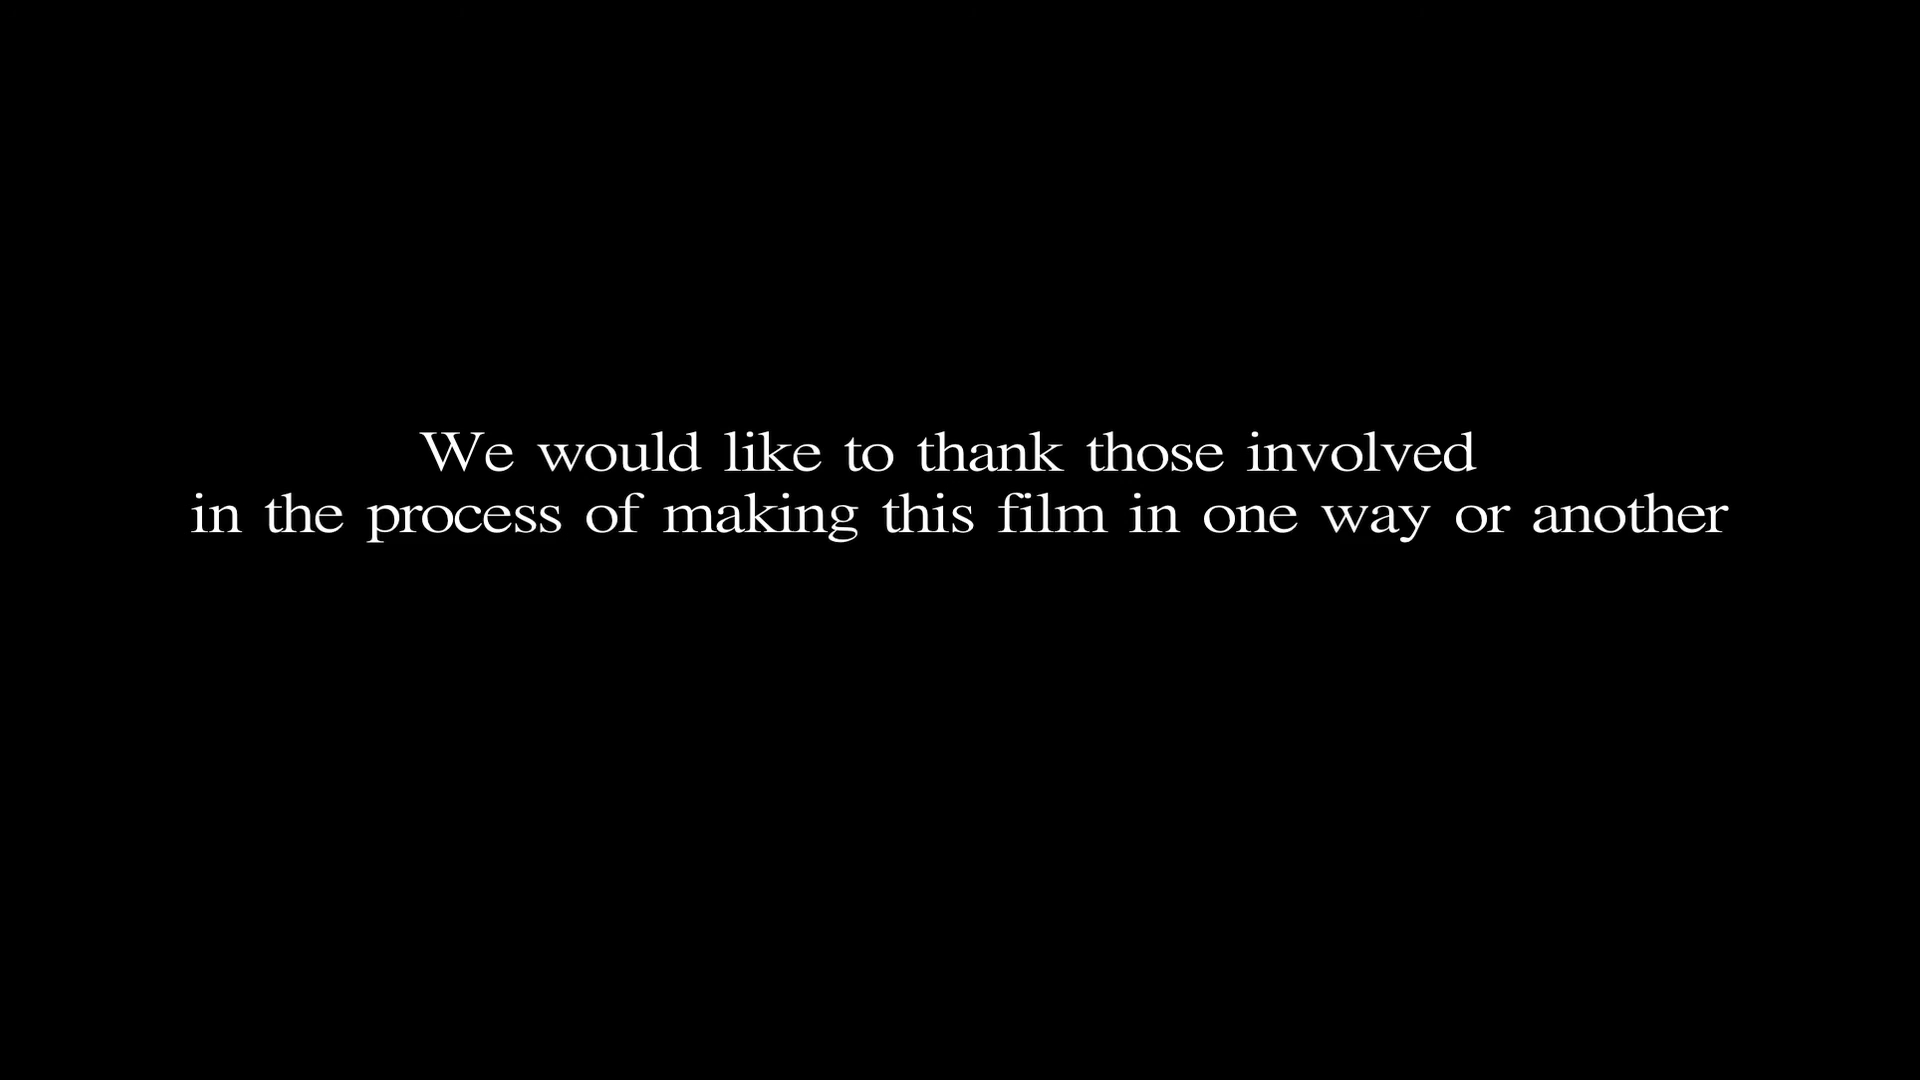 We would like to thank those involved
in the process of making this film in one way or another